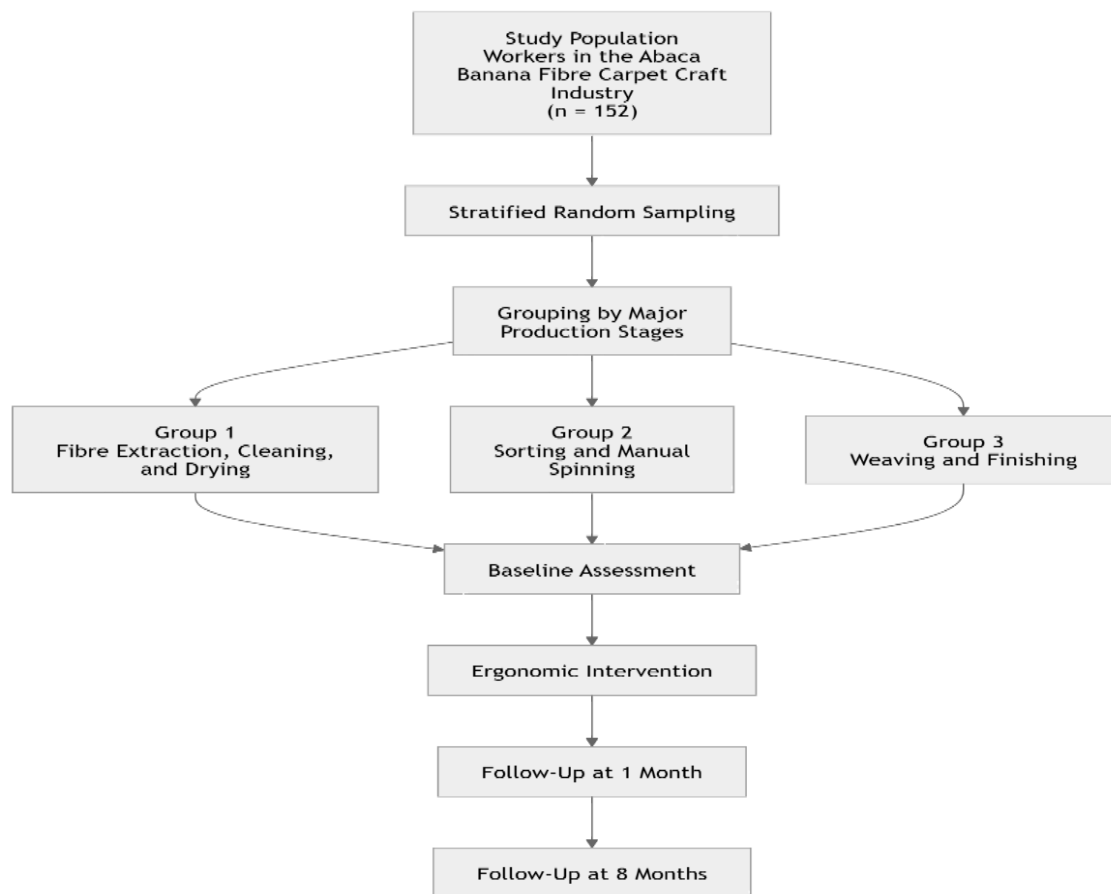 Study Population
Workers in the Abaca
Banana Fibre Carpet Craft
Industry
(n = 152)
Stratified Random Sampling
Grouping by Major
Production Stages
Group 1
Fibre Extraction, Cleaning,
and Drying
Group 2
Sorting and Manual
Spinning
Group 3
Weaving and Finishing
Baseline Assessment
Ergonomic Intervention
Follow-Up at 1 Month
Follow-Up at 8 Months